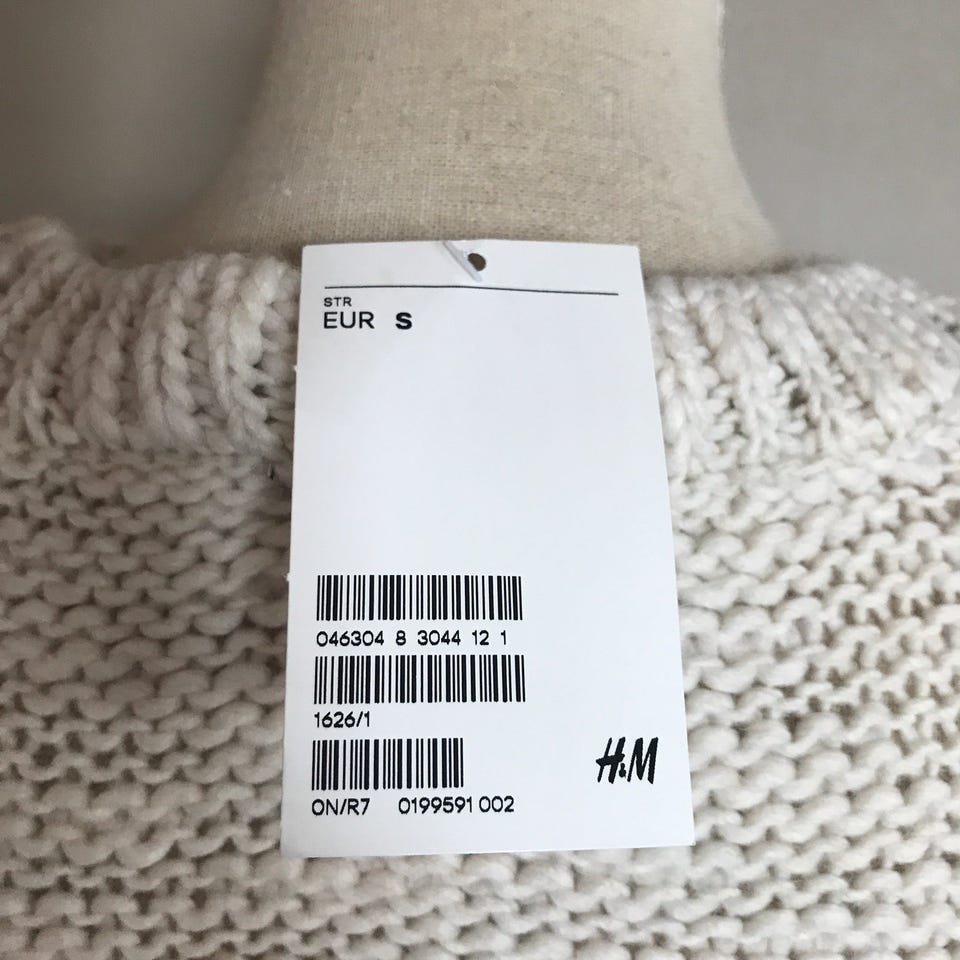 STR
EUR S
046304 8 3044 12 1
1626/1
ON/R7 0199591 002
H&M